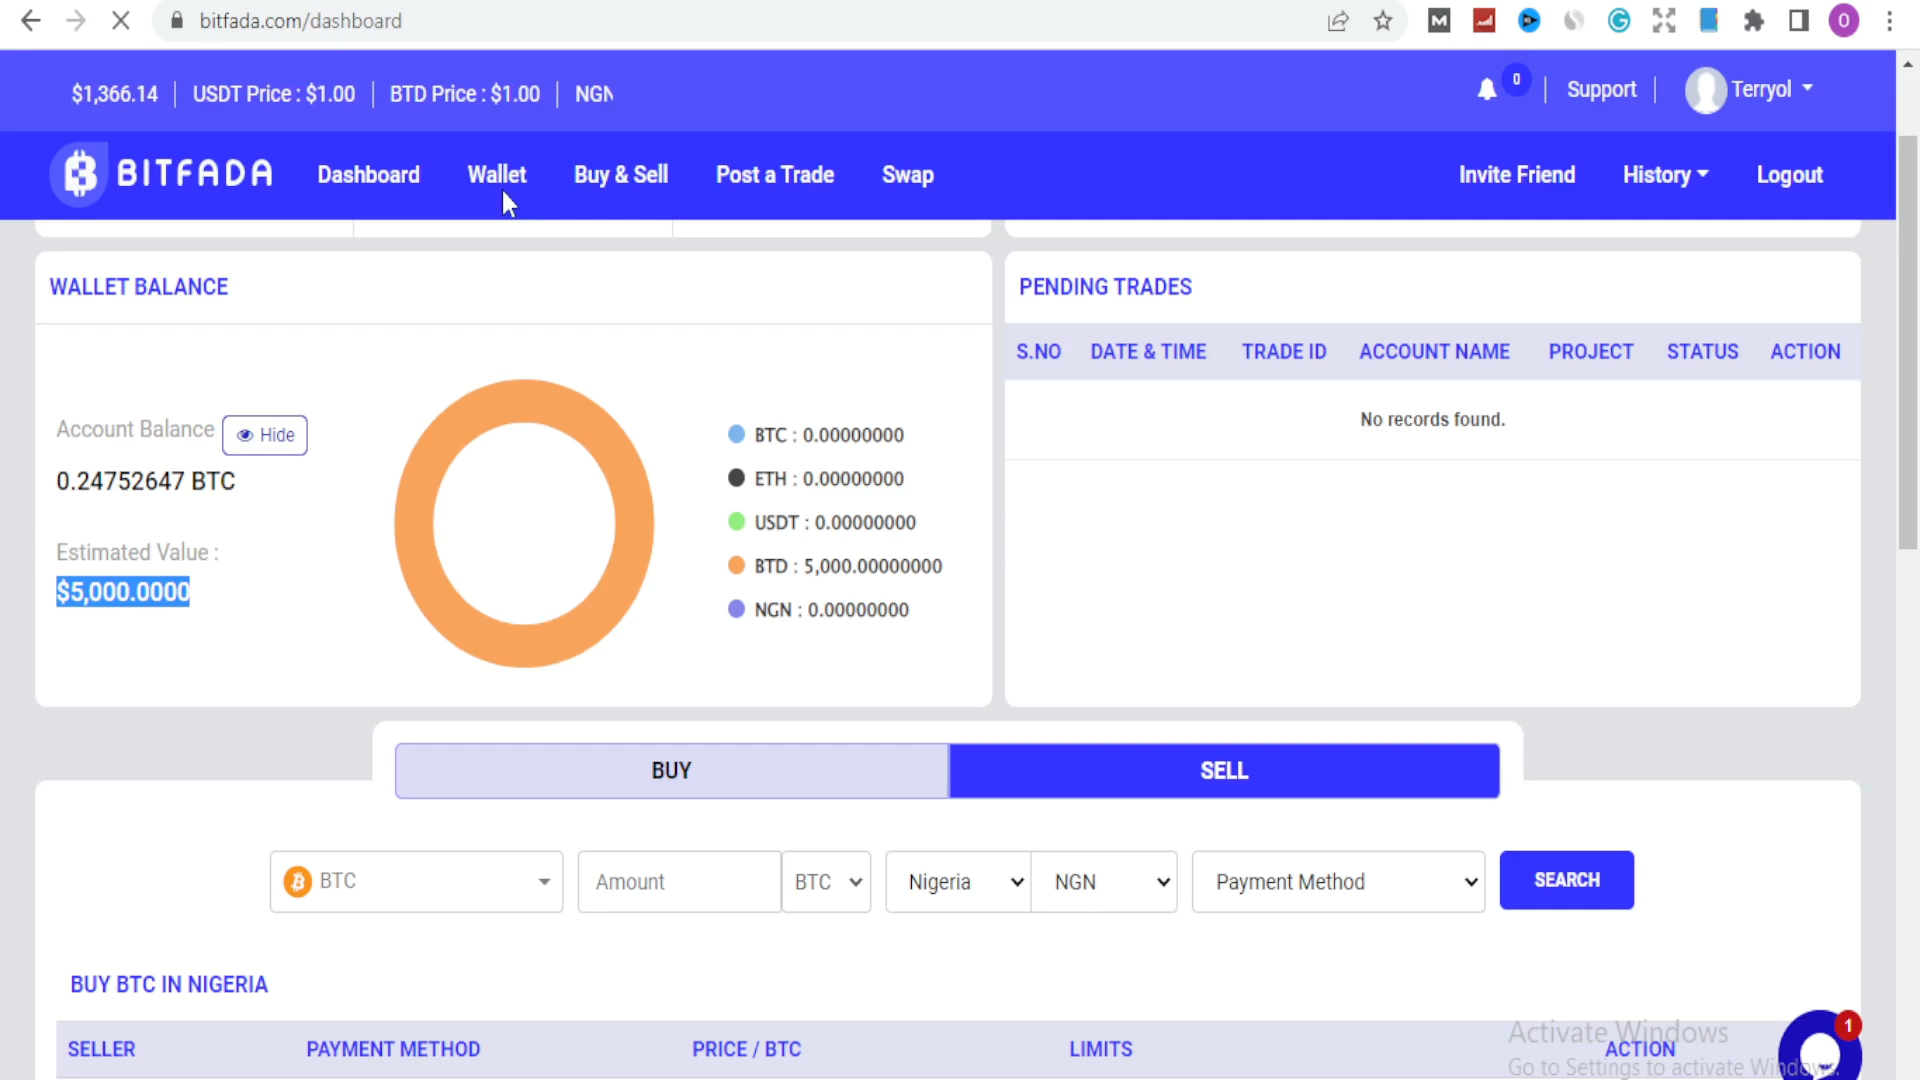 bitfada.com/dashboard
$1,366.14 | USDT Price : $1.00 | BTD Price : $1.00 | NGN
0 | Support | Terryol
BITFADA Dashboard Wallet Buy & Sell Post a Trade Swap Invite Friend History Logout
WALLET BALANCE
Account Balance Hide
0.24752647 BTC
Estimated Value :
$5,000.0000
BTC : 0.00000000
ETH : 0.00000000
USDT : 0.00000000
BTD : 5,000.00000000
NGN : 0.00000000
PENDING TRADES
S.NO DATE & TIME TRADE ID ACCOUNT NAME PROJECT STATUS ACTION
No records found.
BUY SELL
BTC Amount BTC Nigeria NGN Payment Method SEARCH
BUY BTC IN NIGERIA
SELLER PAYMENT METHOD PRICE / BTC LIMITS ACTION
Activate Windows
Go to Settings to activate Windows.
1